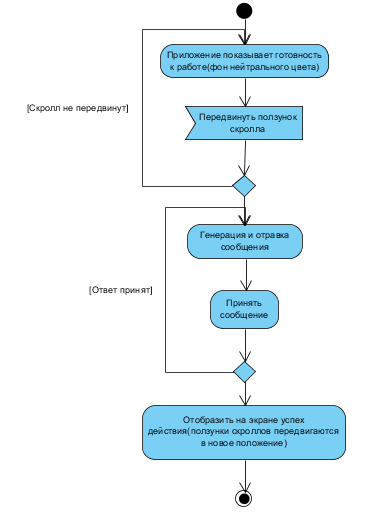 Приложение показывает готовность
к работе(фон нейтрального цвета)
[Скролл не передвинут]
Передвинуть ползунок
скролла
Генерация и отравка
сообщения
[Ответ принят]
Принять
сообщение
Отобразить на экране успех
действия(ползунки скроллов передвигаются
в новое положение)